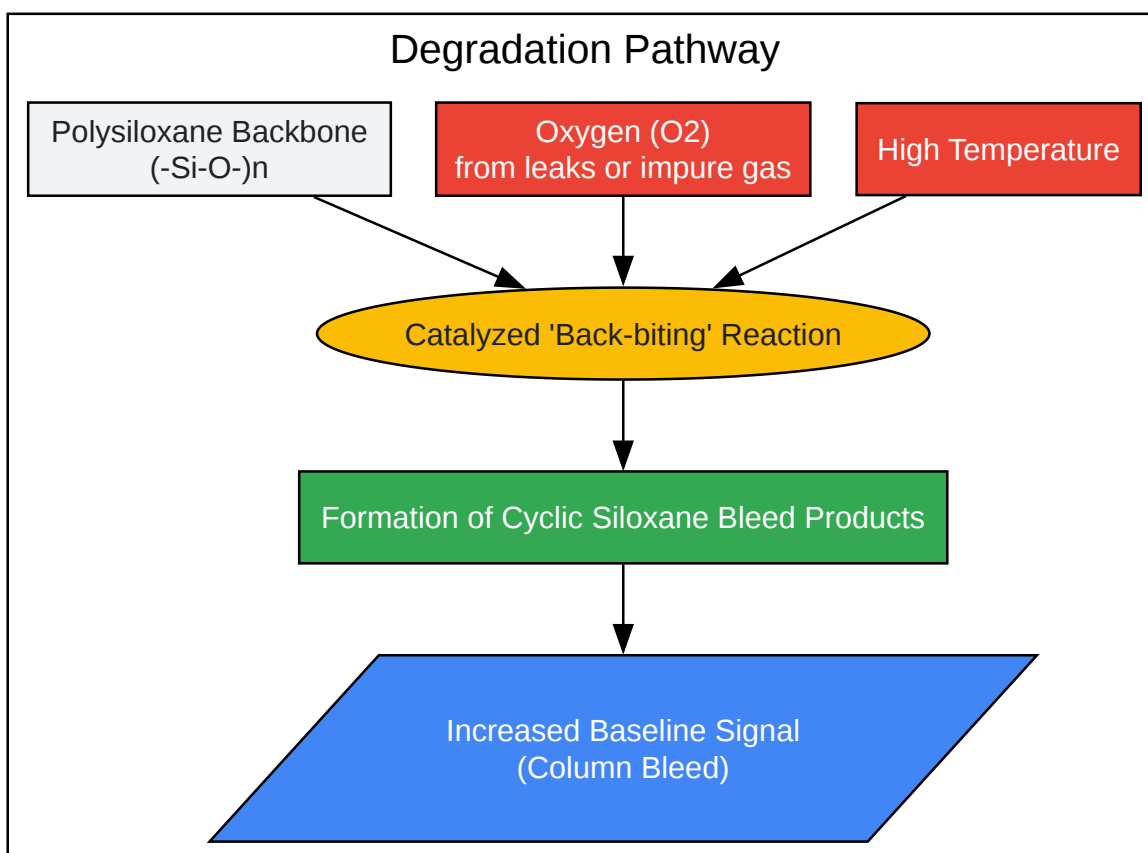 Degradation Pathway
Polysiloxane Backbone
(-Si-O-)n
Oxygen (O2)
from leaks or impure gas
High Temperature
Catalyzed 'Back-biting' Reaction
Formation of Cyclic Siloxane Bleed Products
Increased Baseline Signal
(Column Bleed)